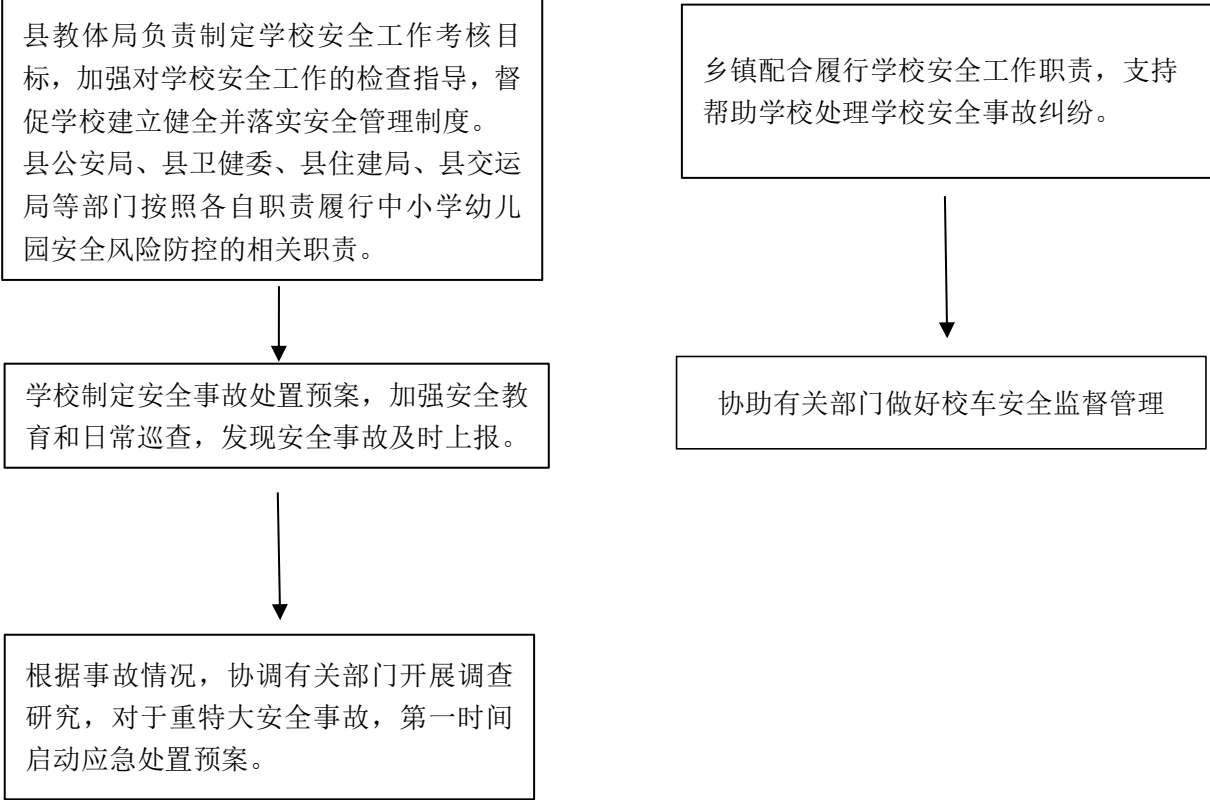 县教体局负责制定学校安全工作考核目
标，加强对学校安全工作的检查指导，督
促学校建立健全并落实安全管理制度。
县公安局、县卫健委、县住建局、县交运
局等部门按照各自职责履行中小学幼儿
园安全风险防控的相关职责。
学校制定安全事故处置预案，加强安全教
育和日常巡查，发现安全事故及时上报。
根据事故情况，协调有关部门开展调查
研究，对于重特大安全事故，第一时间
启动应急处置预案。
乡镇配合履行学校安全工作职责，支持
帮助学校处理学校安全事故纠纷。
协助有关部门做好校车安全监督管理